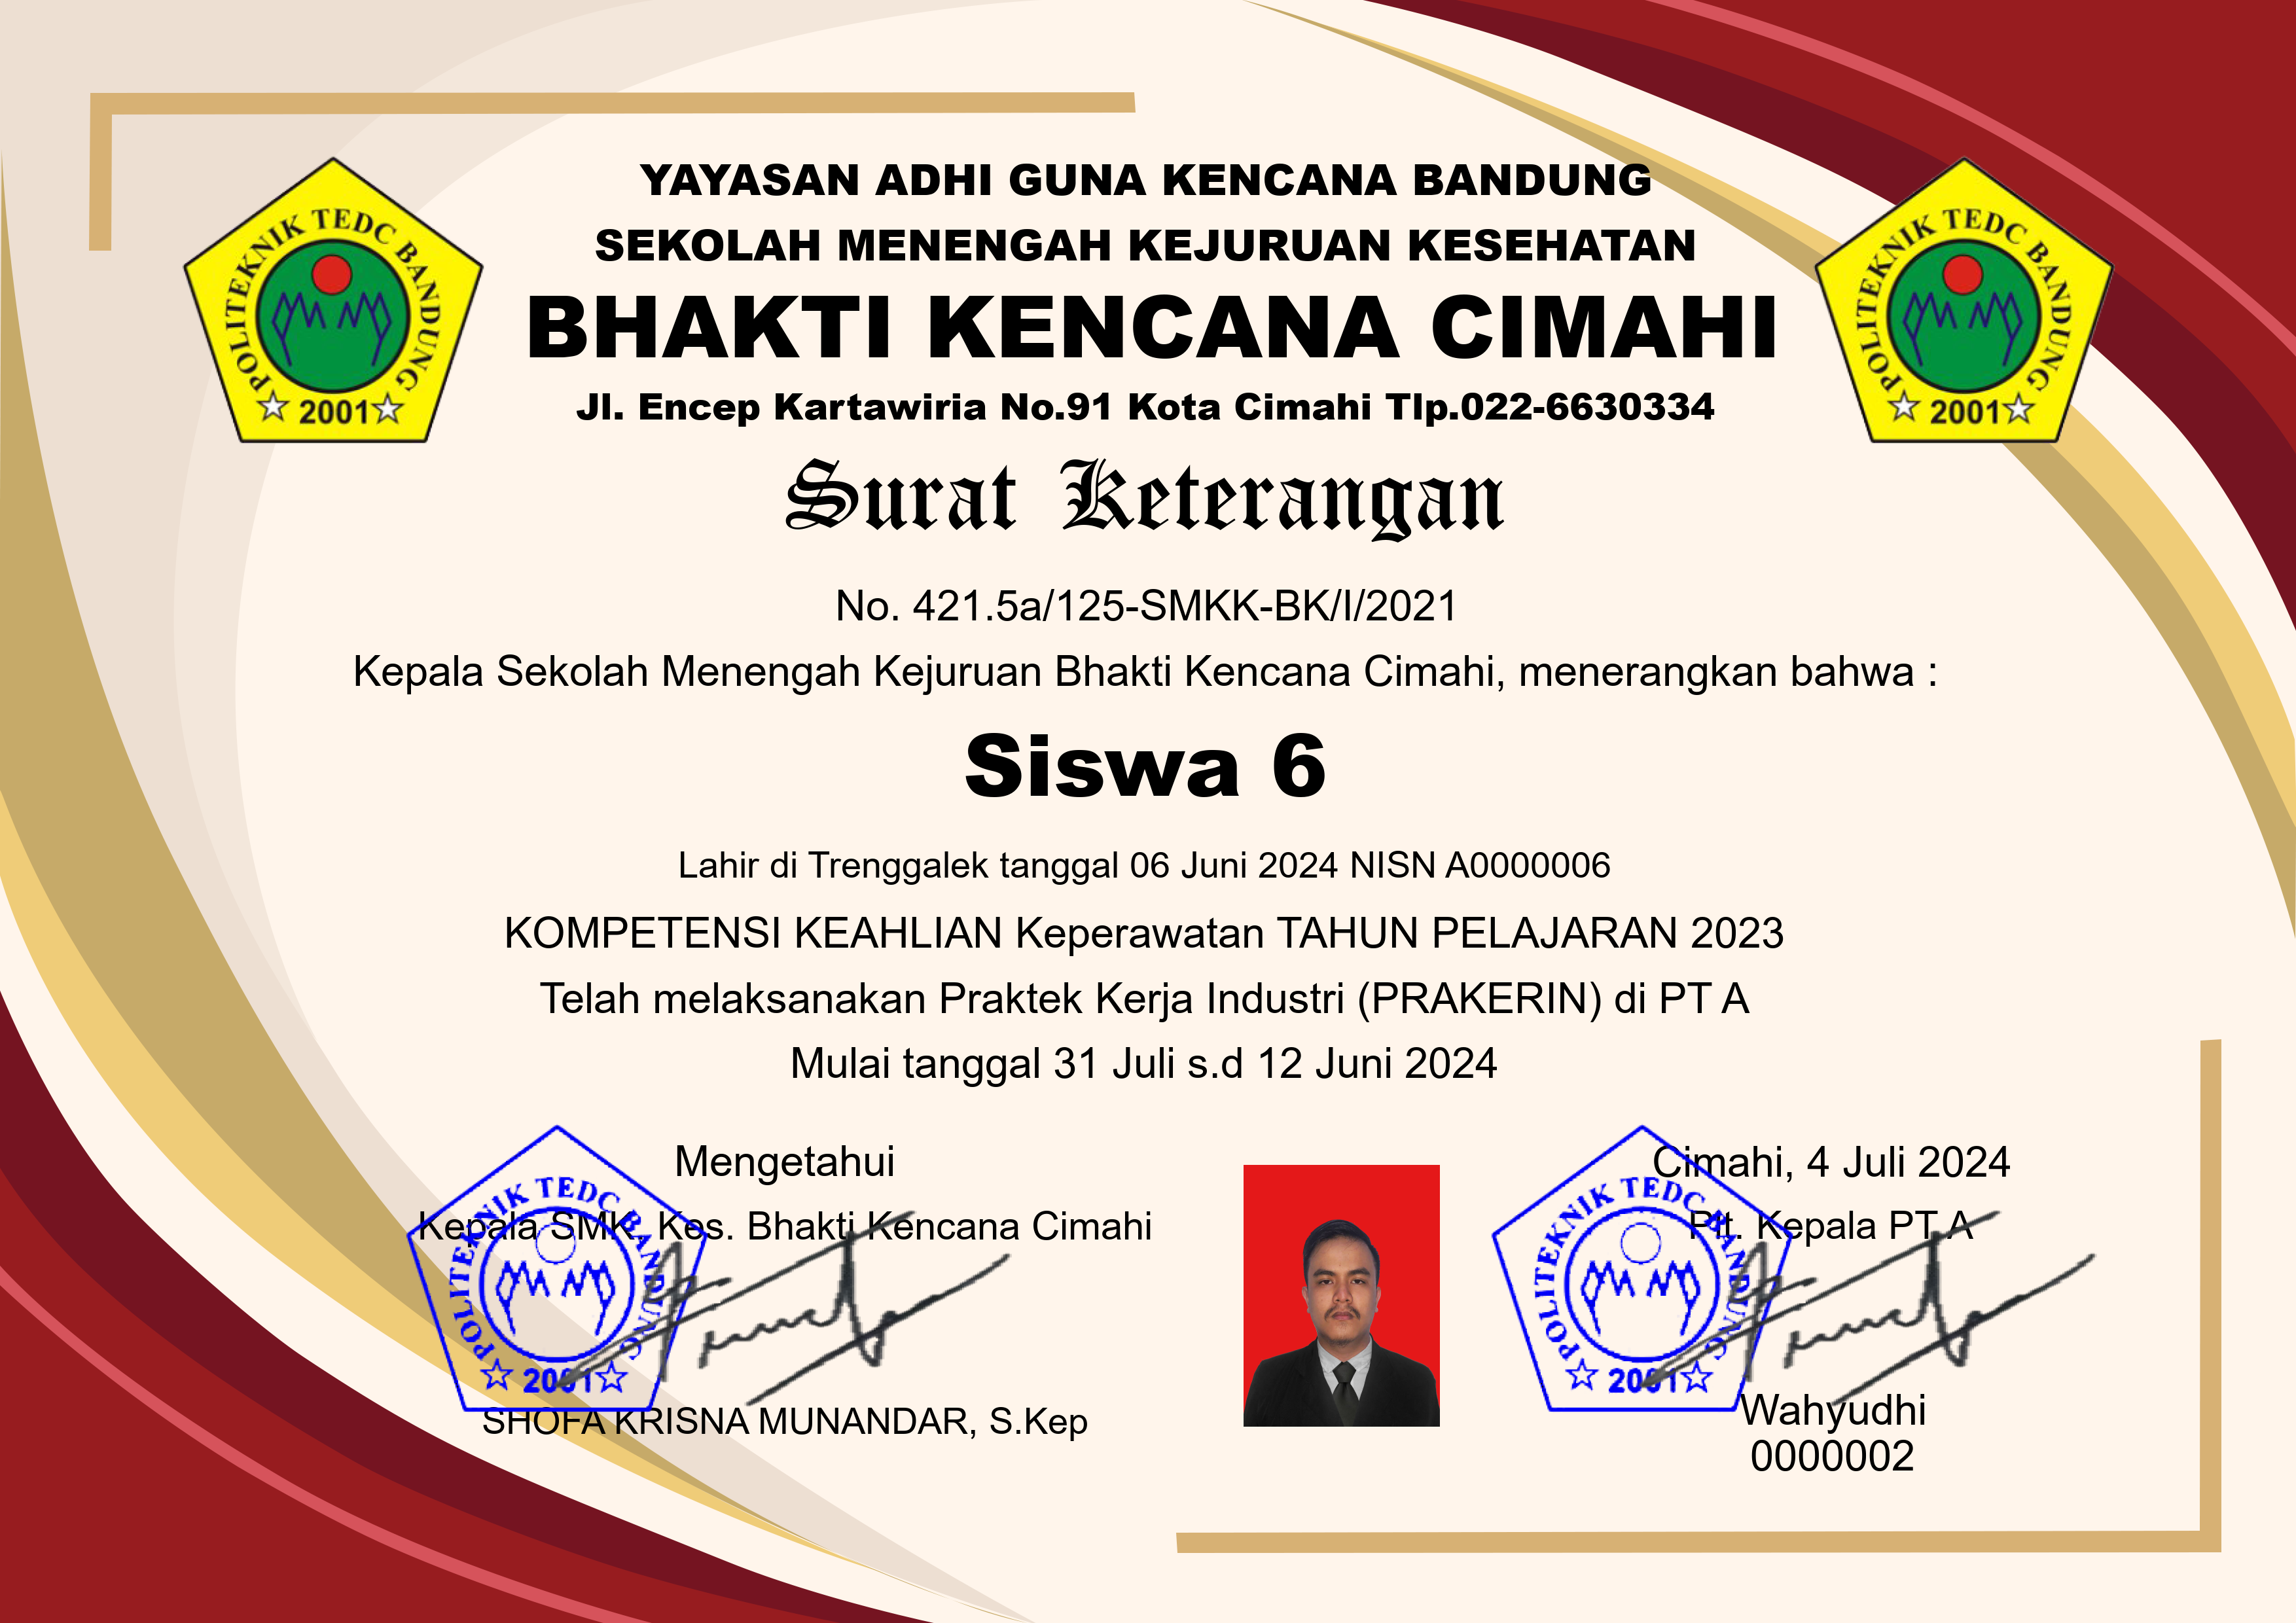 YAYASAN ADHI GUNA KENCANA BANDUNG
SEKOLAH MENENGAH KEJURUAN KESEHATAN
BHAKTI KENCANA CIMAHI
Jl. Encep Kartawiria No.91 Kota Cimahi Tlp.022-6630334
POLITEKNIK TEDC BANDUNG
2001
POLITEKNIK TEDC BANDUNG
2001
Surat Keterangan
No. 421.5a/125-SMKK-BK/I/2021
Kepala Sekolah Menengah Kejuruan Bhakti Kencana Cimahi, menerangkan bahwa :
Siswa 6
Lahir di Trenggalek tanggal 06 Juni 2024 NISN A0000006
KOMPETENSI KEAHLIAN Keperawatan TAHUN PELAJARAN 2023
Telah melaksanakan Praktek Kerja Industri (PRAKERIN) di PT A
Mulai tanggal 31 Juli s.d 12 Juni 2024
Mengetahui
Kepala SMK. Kes. Bhakti Kencana Cimahi
POLITEKNIK TEDC BANDUNG
2001
SHOFA KRISNA MUNANDAR, S.Kep
Cimahi, 4 Juli 2024
Plt. Kepala PT A
POLITEKNIK TEDC BANDUNG
2001
Wahyudhi
0000002